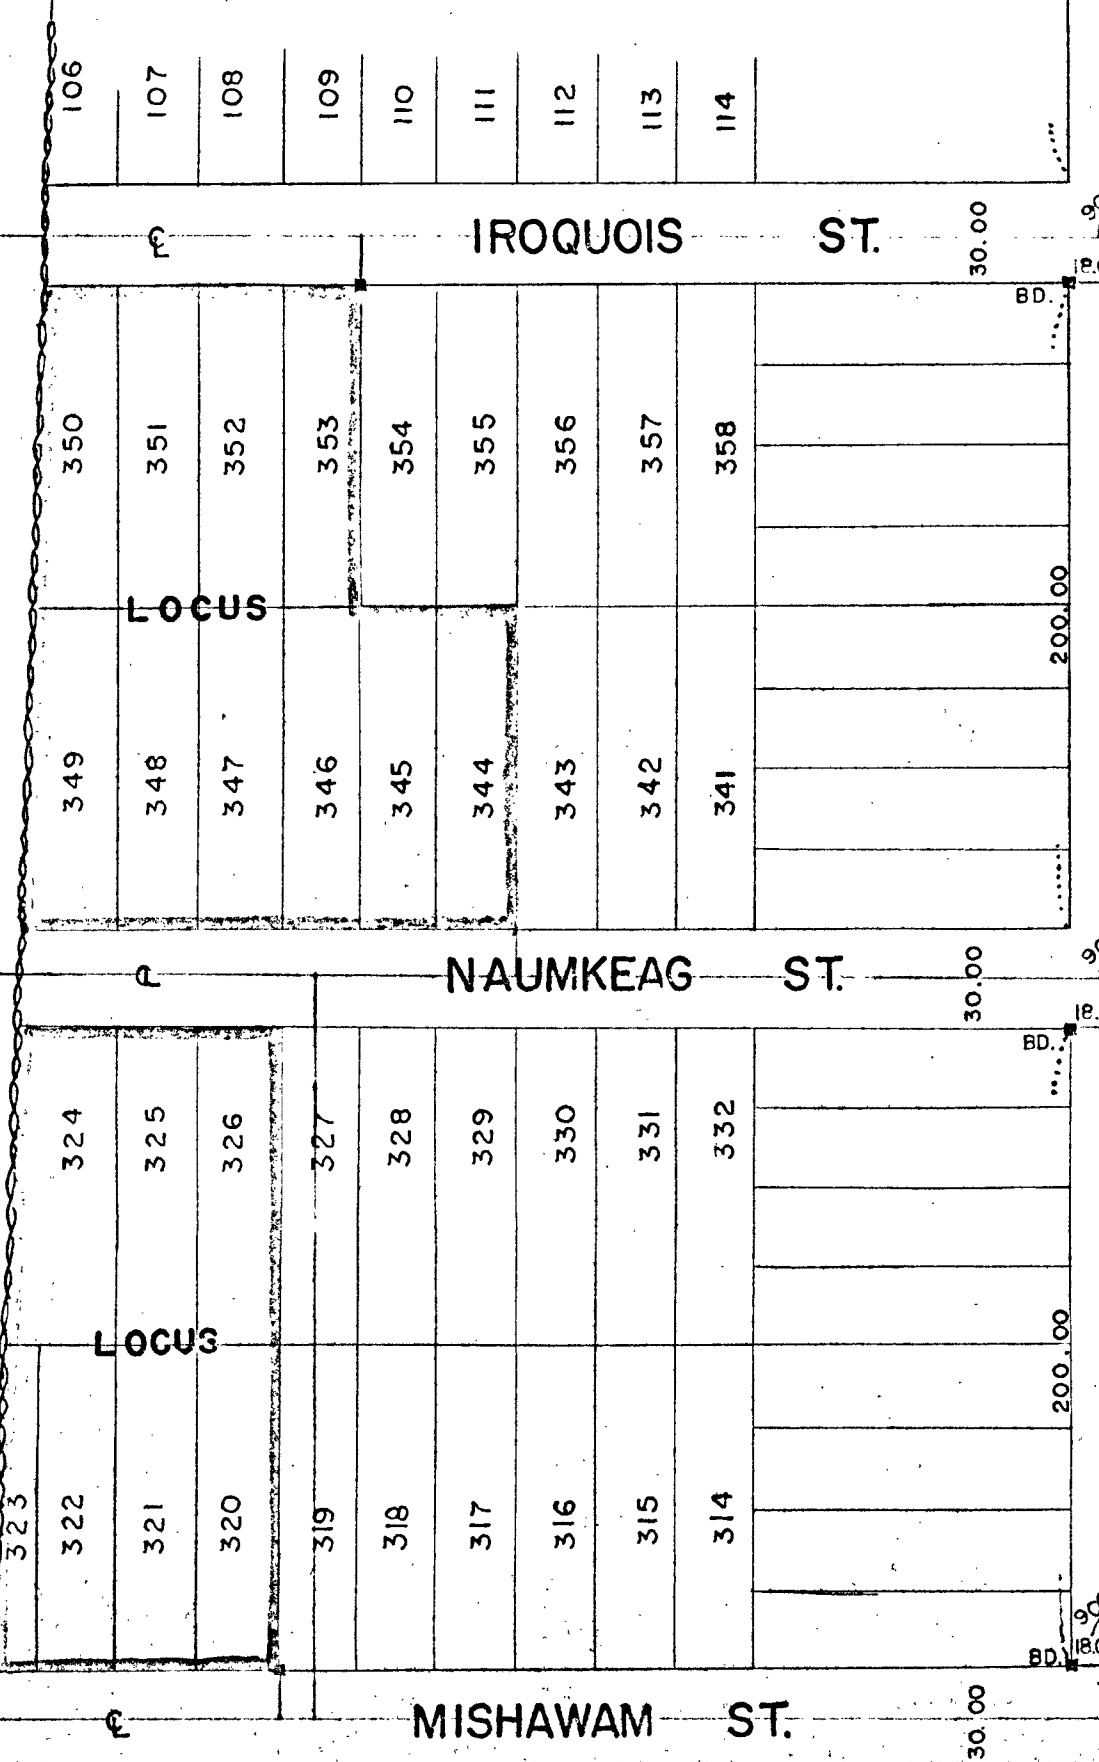 106 107 108 109 110 111 112 113 114
℄ IROQUOIS ST. 30.00
BD.
350 351 352 353 354 355 356 357 358
LOCUS
200.00
349 348 347 346 345 344 343 342 341
NAUMKEAG ST. 30.00
18.
BD.
324 325 326 327 328 329 330 331 332
LOCUS
200.00
323 322 321 320 319 318 317 316 315 314
BD.
℄ MISHAWAM ST. 30.00